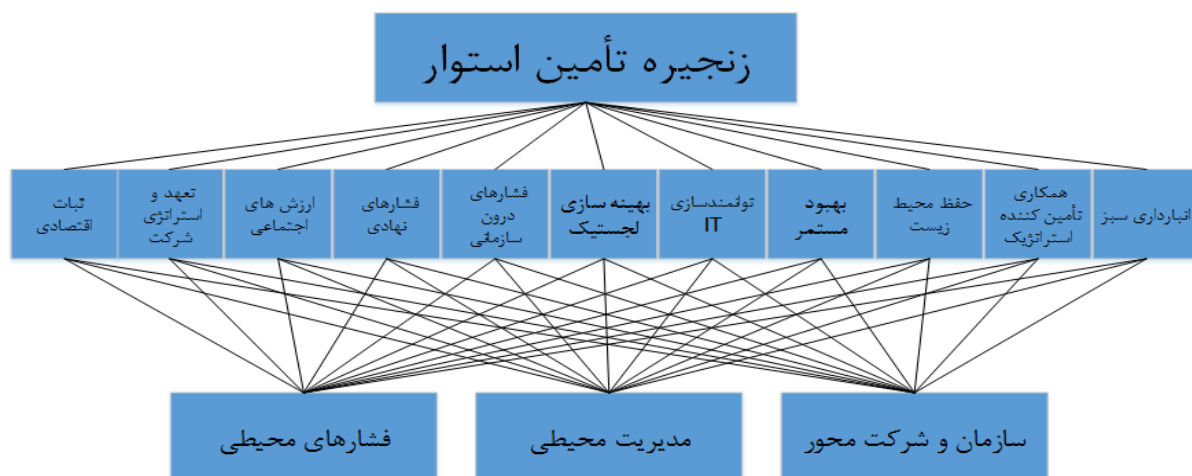 زنجیره تأمین استوار
انبارداری سبز
همکاری
تأمین کننده
استراتژیک
حفظ محیط
زیست
بهبود
مستمر
توانمندسازی
IT
بهینه سازی
لجستیک
فشارهای
درون
سازمانی
فشارهای
نهادی
ارزش های
اجتماعی
تعهد و
استراتژی
شرکت
ثبات
اقتصادی
سازمان و شرکت محور
مدیریت محیطی
فشارهای محیطی